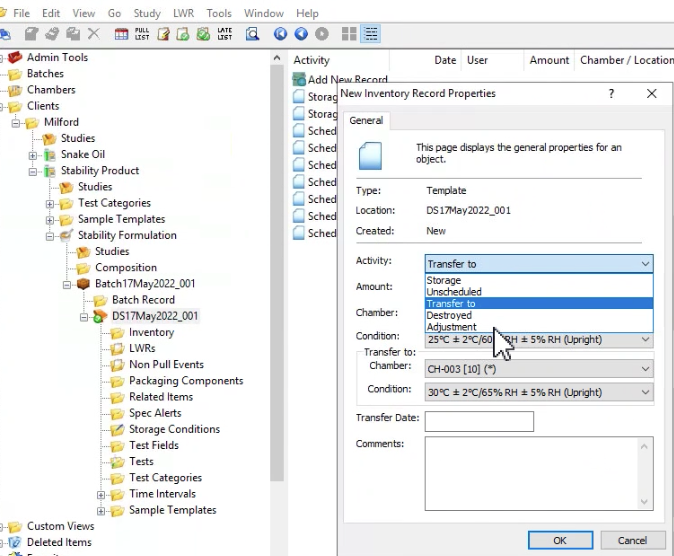 File Edit View Go Study LWR Tools Window Help
FULL LIST LATE LIST
Admin Tools
Batches
Chambers
Clients
Milford
Studies
Snake Oil
Stability Product
Studies
Test Categories
Sample Templates
Stability Formulation
Studies
Composition
Batch17May2022_001
Batch Record
DS17May2022_001
Inventory
LWRs
Non Pull Events
Packaging Components
Related Items
Spec Alerts
Storage Conditions
Test Fields
Tests
Test Categories
Time Intervals
Sample Templates
Custom Views
Deleted Items
Activity Date User Amount Chamber / Location
Add New Record
Storag
Storag
Sched
Sched
Sched
Sched
Sched
Sched
Sched
New Inventory Record Properties
General
This page displays the general properties for an
object.
Type: Template
Location: DS17May2022_001
Created: New
Activity: Transfer to
Storage
Unscheduled
Transfer to
Destroyed
Adjustment
Amount:
Chamber:
Condition: 25°C ± 2°C/60% RH ± 5% RH (Upright)
Transfer to:
Chamber: CH-003 [10] (*)
Condition: 30°C ± 2°C/65% RH ± 5% RH (Upright)
Transfer Date:
Comments:
OK Cancel